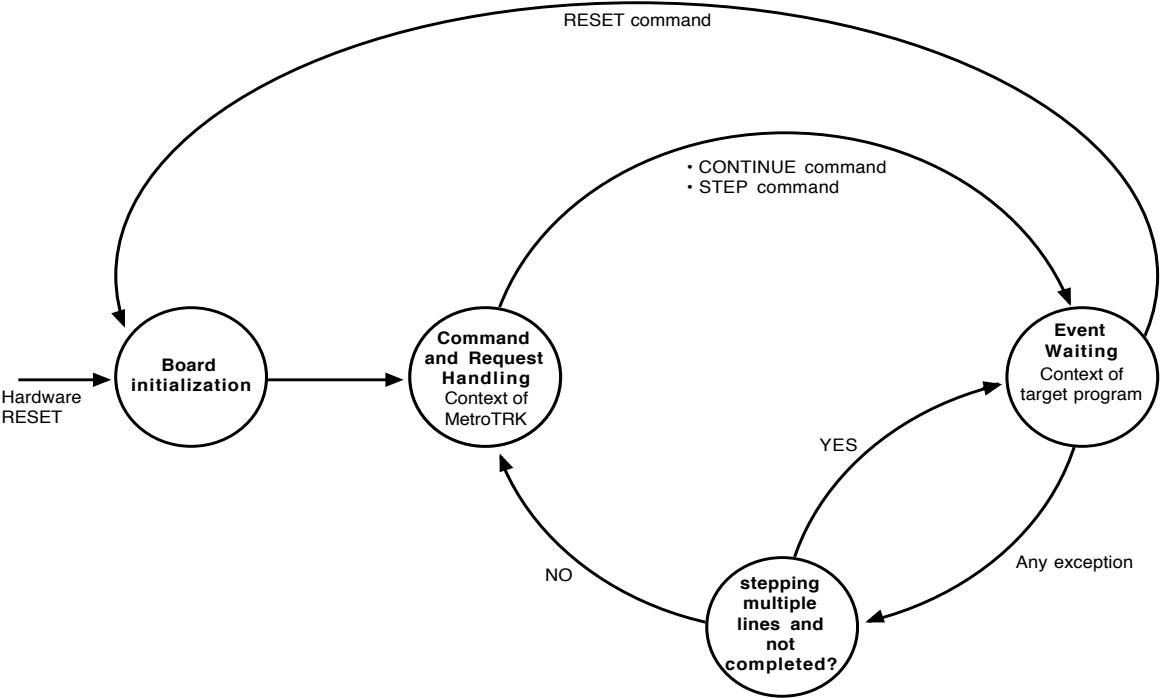 RESET command
• CONTINUE command
• STEP command
Board
initialization
Command
and Request
Handling
Context of
MetroTRK
Event
Waiting
Context of
target program
Hardware
RESET
YES
NO
Any exception
stepping
multiple
lines and
not
completed?